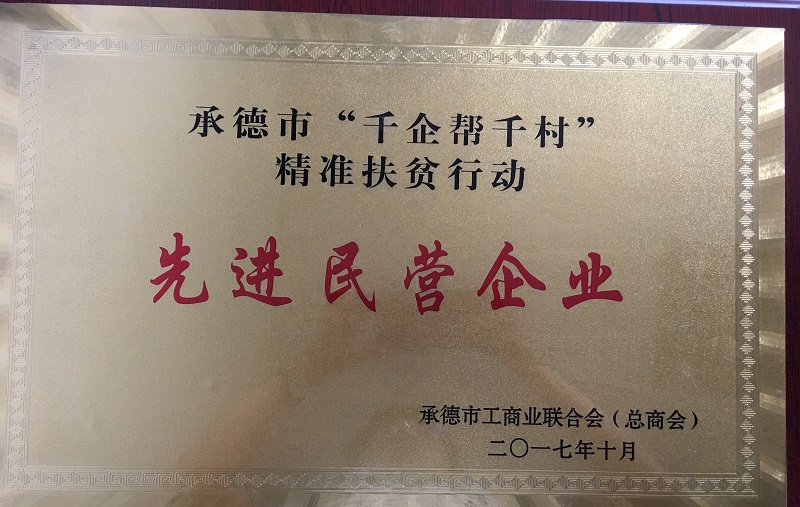 承德市“千企帮千村”
精准扶贫行动
先进民营企业
承德市工商业联合会（总商会）
二〇一七年十月